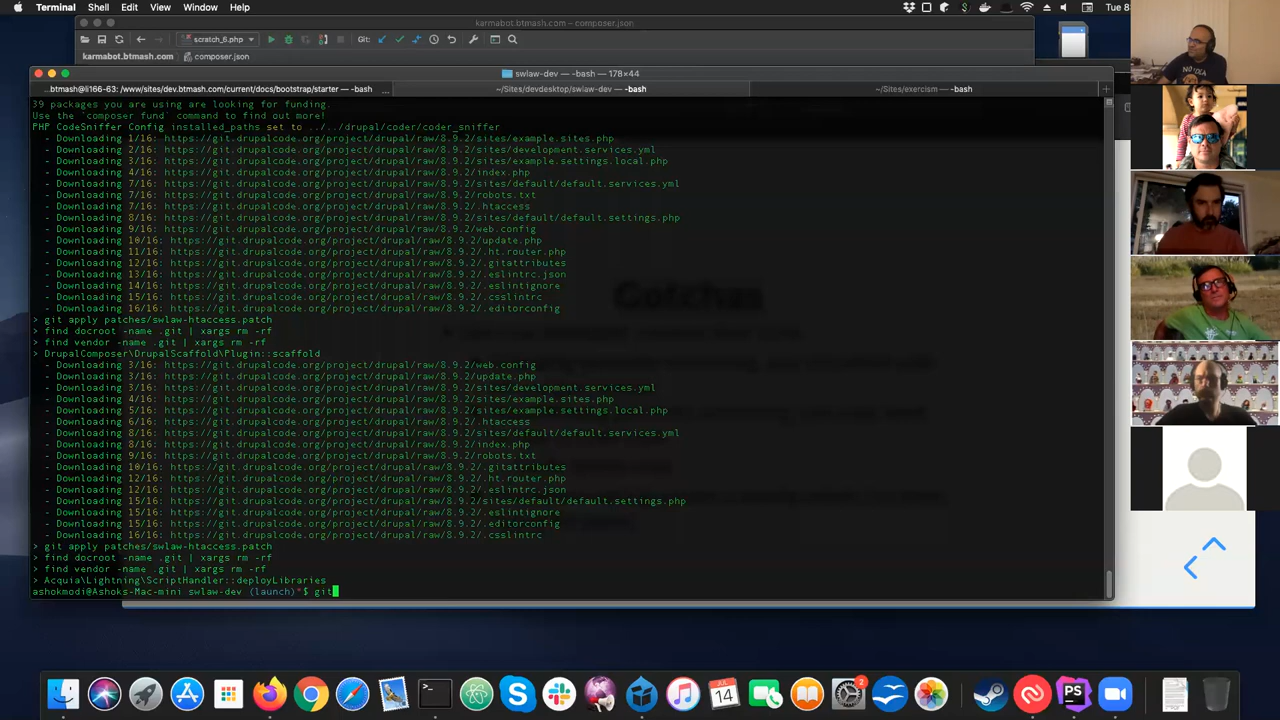 Terminal Shell Edit View Window Help
Tue 8
karmabot.btmash.com – composer.json
scratch_6.php
Git:
karmabot.btmash.com
composer.json
swlaw-dev — -bash — 178×44
...btmash@li166-63: /www/sites/dev.btmash.com/current/docs/bootstrap/starter — -bash ...
~/Sites/devdesktop/swlaw-dev — -bash
~/Sites/exercism — -bash
39 packages you are using are looking for funding.
Use the `composer fund` command to find out more!
PHP CodeSniffer Config installed_paths set to ../../drupal/coder/coder_sniffer
- Downloading 1/16: https://git.drupalcode.org/project/drupal/raw/8.9.2/sites/example.sites.php
- Downloading 2/16: https://git.drupalcode.org/project/drupal/raw/8.9.2/sites/development.services.yml
- Downloading 3/16: https://git.drupalcode.org/project/drupal/raw/8.9.2/sites/example.settings.local.php
- Downloading 4/16: https://git.drupalcode.org/project/drupal/raw/8.9.2/index.php
- Downloading 7/16: https://git.drupalcode.org/project/drupal/raw/8.9.2/sites/default/default.services.yml
- Downloading 7/16: https://git.drupalcode.org/project/drupal/raw/8.9.2/robots.txt
- Downloading 7/16: https://git.drupalcode.org/project/drupal/raw/8.9.2/.htaccess
- Downloading 8/16: https://git.drupalcode.org/project/drupal/raw/8.9.2/sites/default/default.settings.php
- Downloading 9/16: https://git.drupalcode.org/project/drupal/raw/8.9.2/web.config
- Downloading 10/16: https://git.drupalcode.org/project/drupal/raw/8.9.2/update.php
- Downloading 11/16: https://git.drupalcode.org/project/drupal/raw/8.9.2/.ht.router.php
- Downloading 12/16: https://git.drupalcode.org/project/drupal/raw/8.9.2/.gitattributes
- Downloading 13/16: https://git.drupalcode.org/project/drupal/raw/8.9.2/.eslintrc.json
- Downloading 14/16: https://git.drupalcode.org/project/drupal/raw/8.9.2/.eslintignore
- Downloading 15/16: https://git.drupalcode.org/project/drupal/raw/8.9.2/.csslintrc
- Downloading 16/16: https://git.drupalcode.org/project/drupal/raw/8.9.2/.editorconfig
> git apply patches/swlaw-htaccess.patch
> find docroot -name .git | xargs rm -rf
> find vendor -name .git | xargs rm -rf
> DrupalComposer\DrupalScaffold\Plugin::scaffold
- Downloading 3/16: https://git.drupalcode.org/project/drupal/raw/8.9.2/web.config
- Downloading 3/16: https://git.drupalcode.org/project/drupal/raw/8.9.2/update.php
- Downloading 3/16: https://git.drupalcode.org/project/drupal/raw/8.9.2/sites/development.services.yml
- Downloading 4/16: https://git.drupalcode.org/project/drupal/raw/8.9.2/sites/example.sites.php
- Downloading 5/16: https://git.drupalcode.org/project/drupal/raw/8.9.2/sites/example.settings.local.php
- Downloading 6/16: https://git.drupalcode.org/project/drupal/raw/8.9.2/.htaccess
- Downloading 8/16: https://git.drupalcode.org/project/drupal/raw/8.9.2/sites/default/default.services.yml
- Downloading 8/16: https://git.drupalcode.org/project/drupal/raw/8.9.2/index.php
- Downloading 9/16: https://git.drupalcode.org/project/drupal/raw/8.9.2/robots.txt
- Downloading 10/16: https://git.drupalcode.org/project/drupal/raw/8.9.2/.gitattributes
- Downloading 12/16: https://git.drupalcode.org/project/drupal/raw/8.9.2/.ht.router.php
- Downloading 12/16: https://git.drupalcode.org/project/drupal/raw/8.9.2/.eslintrc.json
- Downloading 15/16: https://git.drupalcode.org/project/drupal/raw/8.9.2/sites/default/default.settings.php
- Downloading 15/16: https://git.drupalcode.org/project/drupal/raw/8.9.2/.eslintignore
- Downloading 15/16: https://git.drupalcode.org/project/drupal/raw/8.9.2/.editorconfig
- Downloading 16/16: https://git.drupalcode.org/project/drupal/raw/8.9.2/.csslintrc
> git apply patches/swlaw-htaccess.patch
> find docroot -name .git | xargs rm -rf
> find vendor -name .git | xargs rm -rf
> Acquia\Lightning\ScriptHandler::deployLibraries
ashokmodi@Ashoks-Mac-mini swlaw-dev (launch)*$ git
Gotchas
JUL
14
2
PS